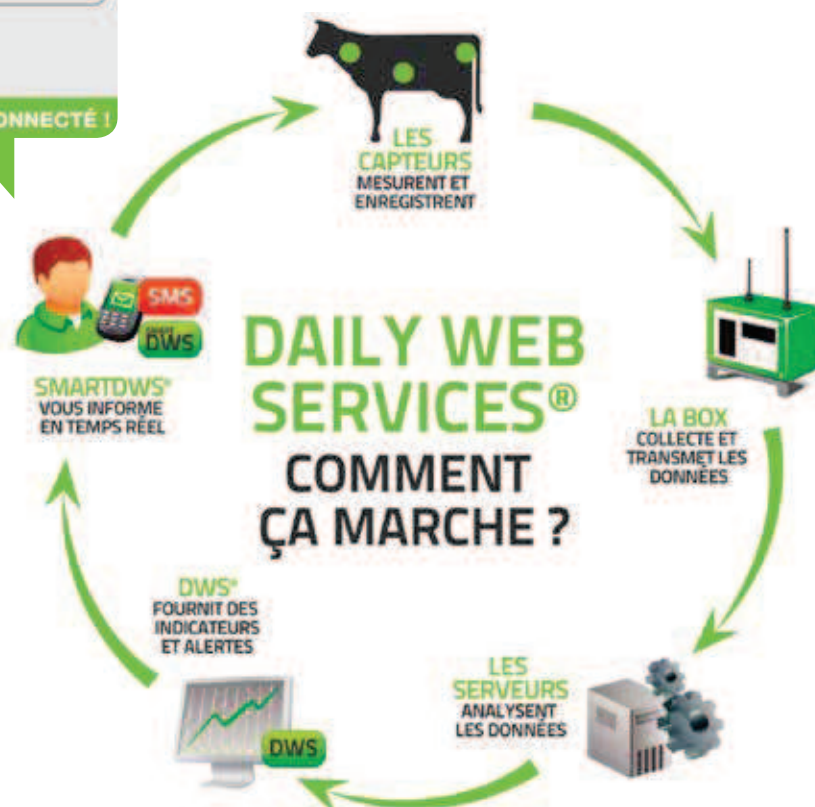 ONNECTÉ !
LES
CAPTEURS
MESURENT ET
ENREGISTRENT
SMS
DWS
SMARTDWS®
VOUS INFORME
EN TEMPS RÉEL
DAILY WEB
SERVICES®
COMMENT
ÇA MARCHE ?
LA BOX
COLLECTE ET
TRANSMET LES
DONNÉES
DWS®
FOURNIT DES
INDICATEURS
ET ALERTES
DWS
LES
SERVEURS
ANALYSENT
LES DONNÉES